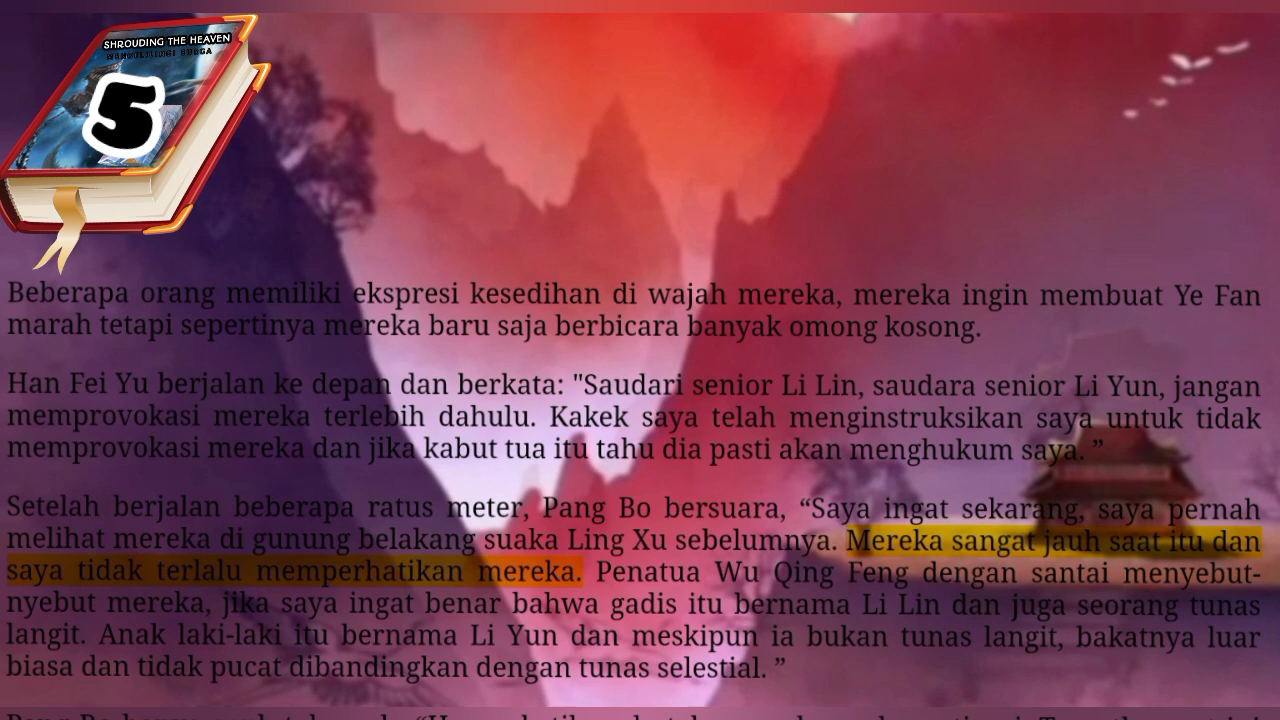 SHROUDING THE HEAVEN
5
Beberapa orang memiliki ekspresi kesedihan di wajah mereka, mereka ingin membuat Ye Fan
marah tetapi sepertinya mereka baru saja berbicara banyak omong kosong.
Han Fei Yu berjalan ke depan dan berkata: "Saudari senior Li Lin, saudara senior Li Yun, jangan
memprovokasi mereka terlebih dahulu. Kakek saya telah menginstruksikan saya untuk tidak
memprovokasi mereka dan jika kabut tua itu tahu dia pasti akan menghukum saya. ”
Setelah berjalan beberapa ratus meter, Pang Bo bersuara, “Saya ingat sekarang, saya pernah
melihat mereka di gunung belakang suaka Ling Xu sebelumnya. Mereka sangat jauh saat itu dan
saya tidak terlalu memperhatikan mereka. Penatua Wu Qing Feng dengan santai menyebut-
nyebut mereka, jika saya ingat benar bahwa gadis itu bernama Li Lin dan juga seorang tunas
langit. Anak laki-laki itu bernama Li Yun dan meskipun ia bukan tunas langit, bakatnya luar
biasa dan tidak pucat dibandingkan dengan tunas selestial. ”